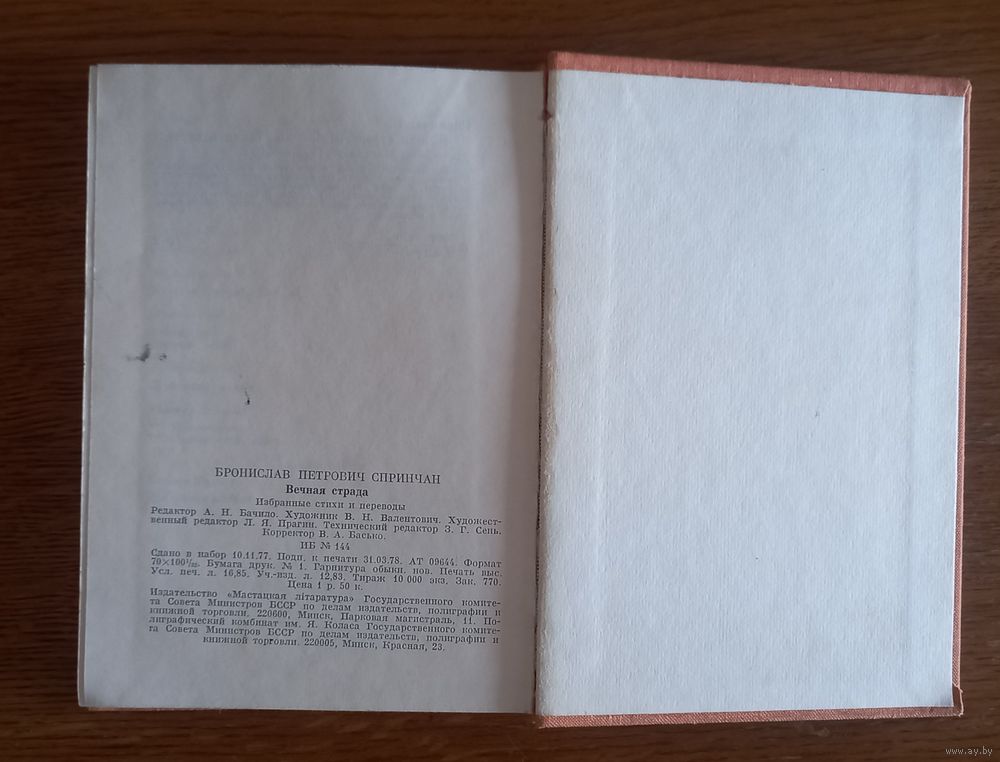 БРОНИСЛАВ ПЕТРОВИЧ СПРИНЧАН
Вечная страда
Избранные стихи и переводы
Редактор А. Н. Бачило. Художник В. Н. Валентович. Художест-
венный редактор Л. Я. Прагин. Технический редактор З. Г. Сень.
Корректор В. А. Басько.
ИБ № 144
Сдано в набор 10.11.77. Подп. к печати 31.03.78. АТ 09644. Формат
70×100¹/₃₂. Бумага друк. № 1. Гарнитура обыкн. нов. Печать выс.
Усл. печ. л. 16,85. Уч.-изд. л. 12,83. Тираж 10 000 экз. Зак. 770.
Цена 1 р. 50 к.
Издательство «Мастацкая літаратура» Государственного комите-
та Совета Министров БССР по делам издательств, полиграфии и
книжной торговли. 220600, Минск, Парковая магистраль, 11. По-
лиграфический комбинат им. Я. Коласа Государственного комите-
та Совета Министров БССР по делам издательств, полиграфии и
книжной торговли. 220005, Минск, Красная, 23.
www.ay.by